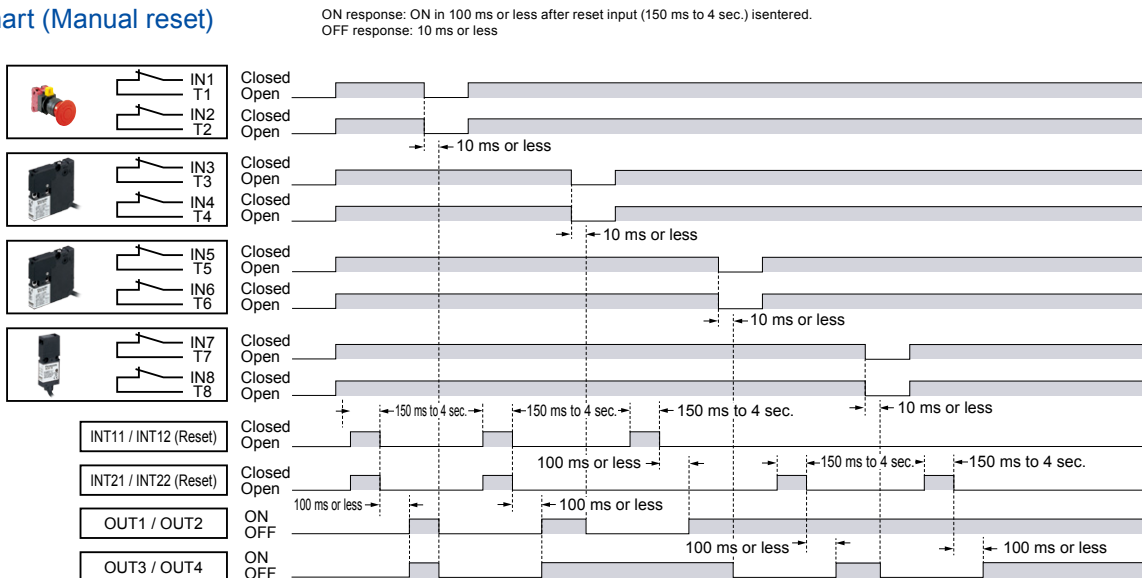 art (Manual reset)
ON response: ON in 100 ms or less after reset input (150 ms to 4 sec.) isentered.
OFF response: 10 ms or less
IN1
T1
Closed
Open
IN2
T2
Closed
Open
10 ms or less
IN3
T3
Closed
Open
IN4
T4
Closed
Open
10 ms or less
IN5
T5
Closed
Open
IN6
T6
Closed
Open
10 ms or less
IN7
T7
Closed
Open
IN8
T8
Closed
Open
10 ms or less
150 ms to 4 sec.
150 ms to 4 sec.
150 ms to 4 sec.
INT11 / INT12 (Reset)
Closed
Open
100 ms or less
150 ms to 4 sec.
150 ms to 4 sec.
INT21 / INT22 (Reset)
Closed
Open
100 ms or less
100 ms or less
OUT1 / OUT2
ON
OFF
100 ms or less
100 ms or less
OUT3 / OUT4
ON
OFF